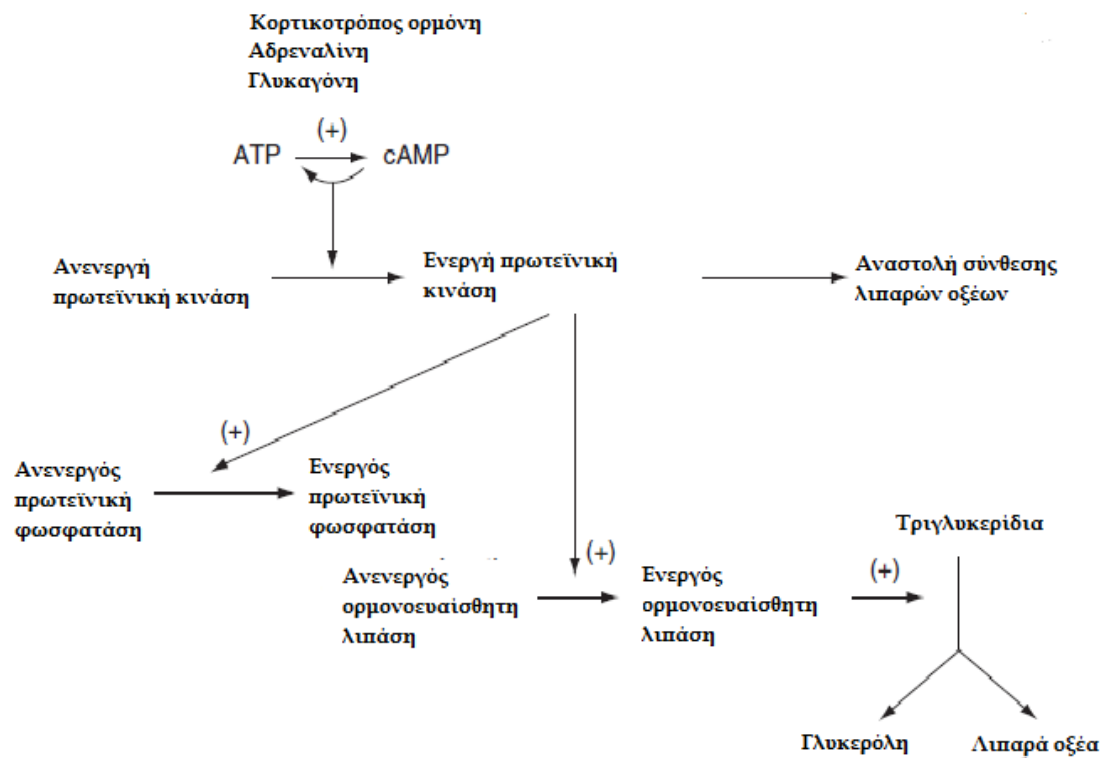 Κορτικοτρόπος ορμόνη
Αδρεναλίνη
Γλυκαγόνη
(+)
ATP
cAMP
Ανενεργή
πρωτεϊνική κινάση
Ενεργή πρωτεϊνική
κινάση
Αναστολή σύνθεσης
λιπαρών οξέων
(+)
Ανενεργός
πρωτεϊνική
φωσφατάση
Ενεργός
πρωτεϊνική
φωσφατάση
(+)
Ανενεργός
ορμονοευαίσθητη
λιπάση
Ενεργός
ορμονοευαίσθητη
λιπάση
(+)
Τριγλυκερίδια
Γλυκερόλη
Λιπαρά οξέα